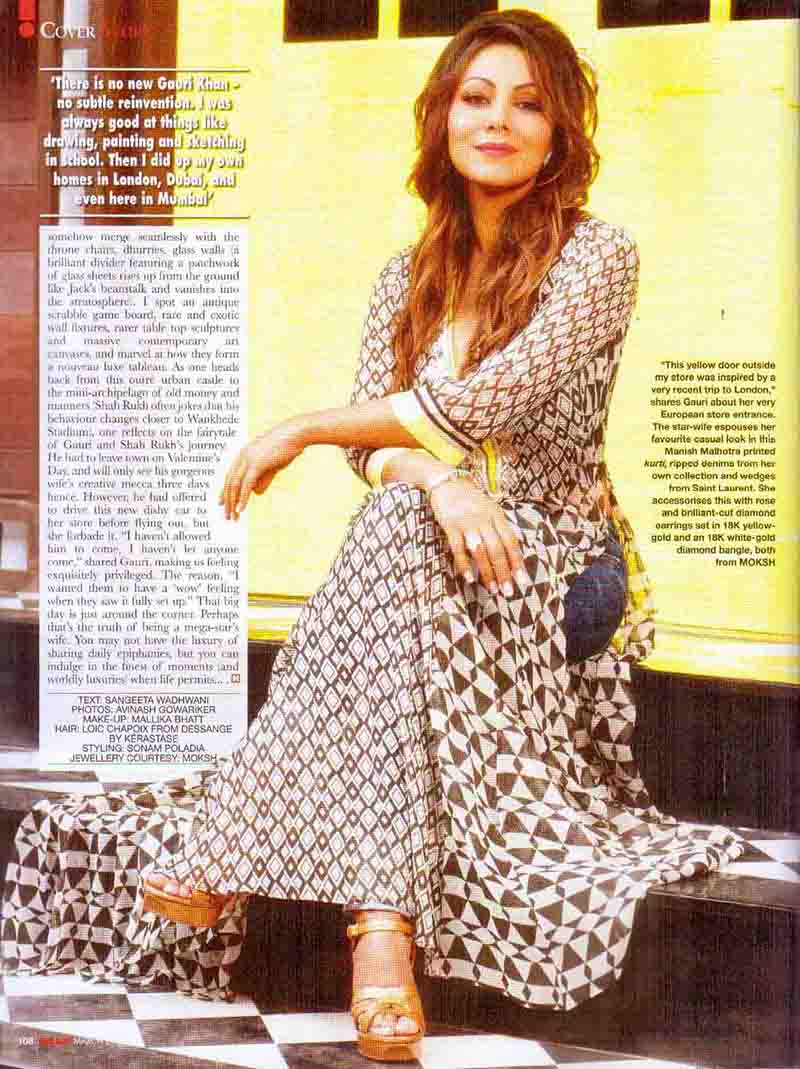 COVER STORY
‘There is no new Gauri Khan –
no subtle reinvention. I was
always good at things like
drawing, painting and sketching
in school. Then I did up my own
homes in London, Dubai, and
even here in Mumbai’
somehow merge seamlessly with the
throne chairs, dhurries, glass walls (a
brilliant divider featuring a patchwork
of glass sheets rises up from the ground
like Jack's beanstalk and vanishes into
the stratosphere). I spot an antique
scrabble game board, rare and exotic
wall fixtures, rarer table top sculptures
and massive contemporary art
canvases, and marvel at how they form
a nouveau luxe tableau. As one heads
back from this outré urban castle to
the mini-archipelago of old money and
manners (Shah Rukh often jokes that his
behaviour changes closer to Wankhede
Stadium), one reflects on the fairytale
of Gauri and Shah Rukh's journey.
He had to leave town on Valentine's
Day, and will only see his gorgeous
wife's creative mecca three days
hence. However, he had offered
to drive this new dishy car to
her store before flying out, but
she forbade it. “I haven't allowed
him to come, I haven't let anyone
come,” shared Gauri, making us feeling
exquisitely privileged. The reason, “I
wanted them to have a ‘wow’ feeling
when they saw it fully set up.” That big
day is just around the corner. Perhaps
that's the truth of being a mega-star's
wife. You may not have the luxury of
sharing daily epiphanies, but you can
indulge in the finest of moments (and
worldly luxuries) when life permits... . H
TEXT: SANGEETA WADHWANI
PHOTOS: AVINASH GOWARIKER
MAKE-UP: MALLIKA BHATT
HAIR: LOIC CHAPOIX FROM DESSANGE
BY KÉRASTASE
STYLING: SONAM POLADIA
JEWELLERY COURTESY: MOKSH
"This yellow door outside
my store was inspired by a
very recent trip to London,"
shares Gauri about her very
European store entrance.
The star-wife espouses her
favourite casual look in this
Manish Malhotra printed
kurti, ripped denims from her
own collection and wedges
from Saint Laurent. She
accessorises this with rose
and brilliant-cut diamond
earrings set in 18K yellow-
gold and an 18K white-gold
diamond bangle, both
from MOKSH
108